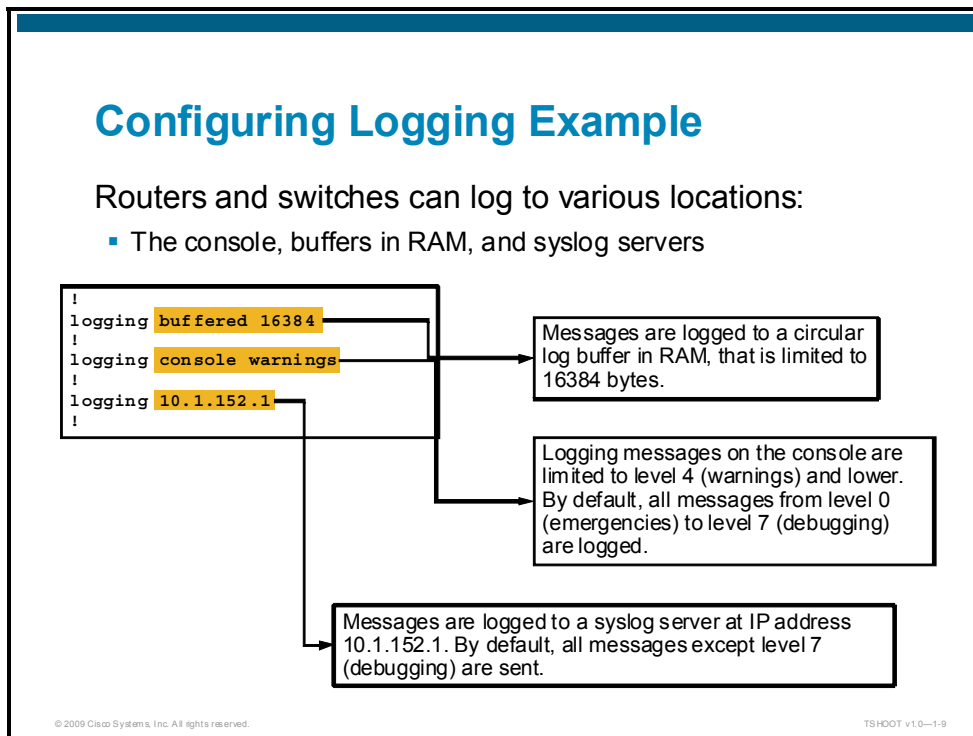 Configuring Logging Example
Routers and switches can log to various locations:
▪ The console, buffers in RAM, and syslog servers
!
logging buffered 16384
!
logging console warnings
!
logging 10.1.152.1
!
Messages are logged to a circular
log buffer in RAM, that is limited to
16384 bytes.
Logging messages on the console are
limited to level 4 (warnings) and lower.
By default, all messages from level 0
(emergencies) to level 7 (debugging)
are logged.
Messages are logged to a syslog server at IP address
10.1.152.1. By default, all messages except level 7
(debugging) are sent.
© 2009 Cisco Systems, Inc. All rights reserved.
TSHOOT v1.0—1-9